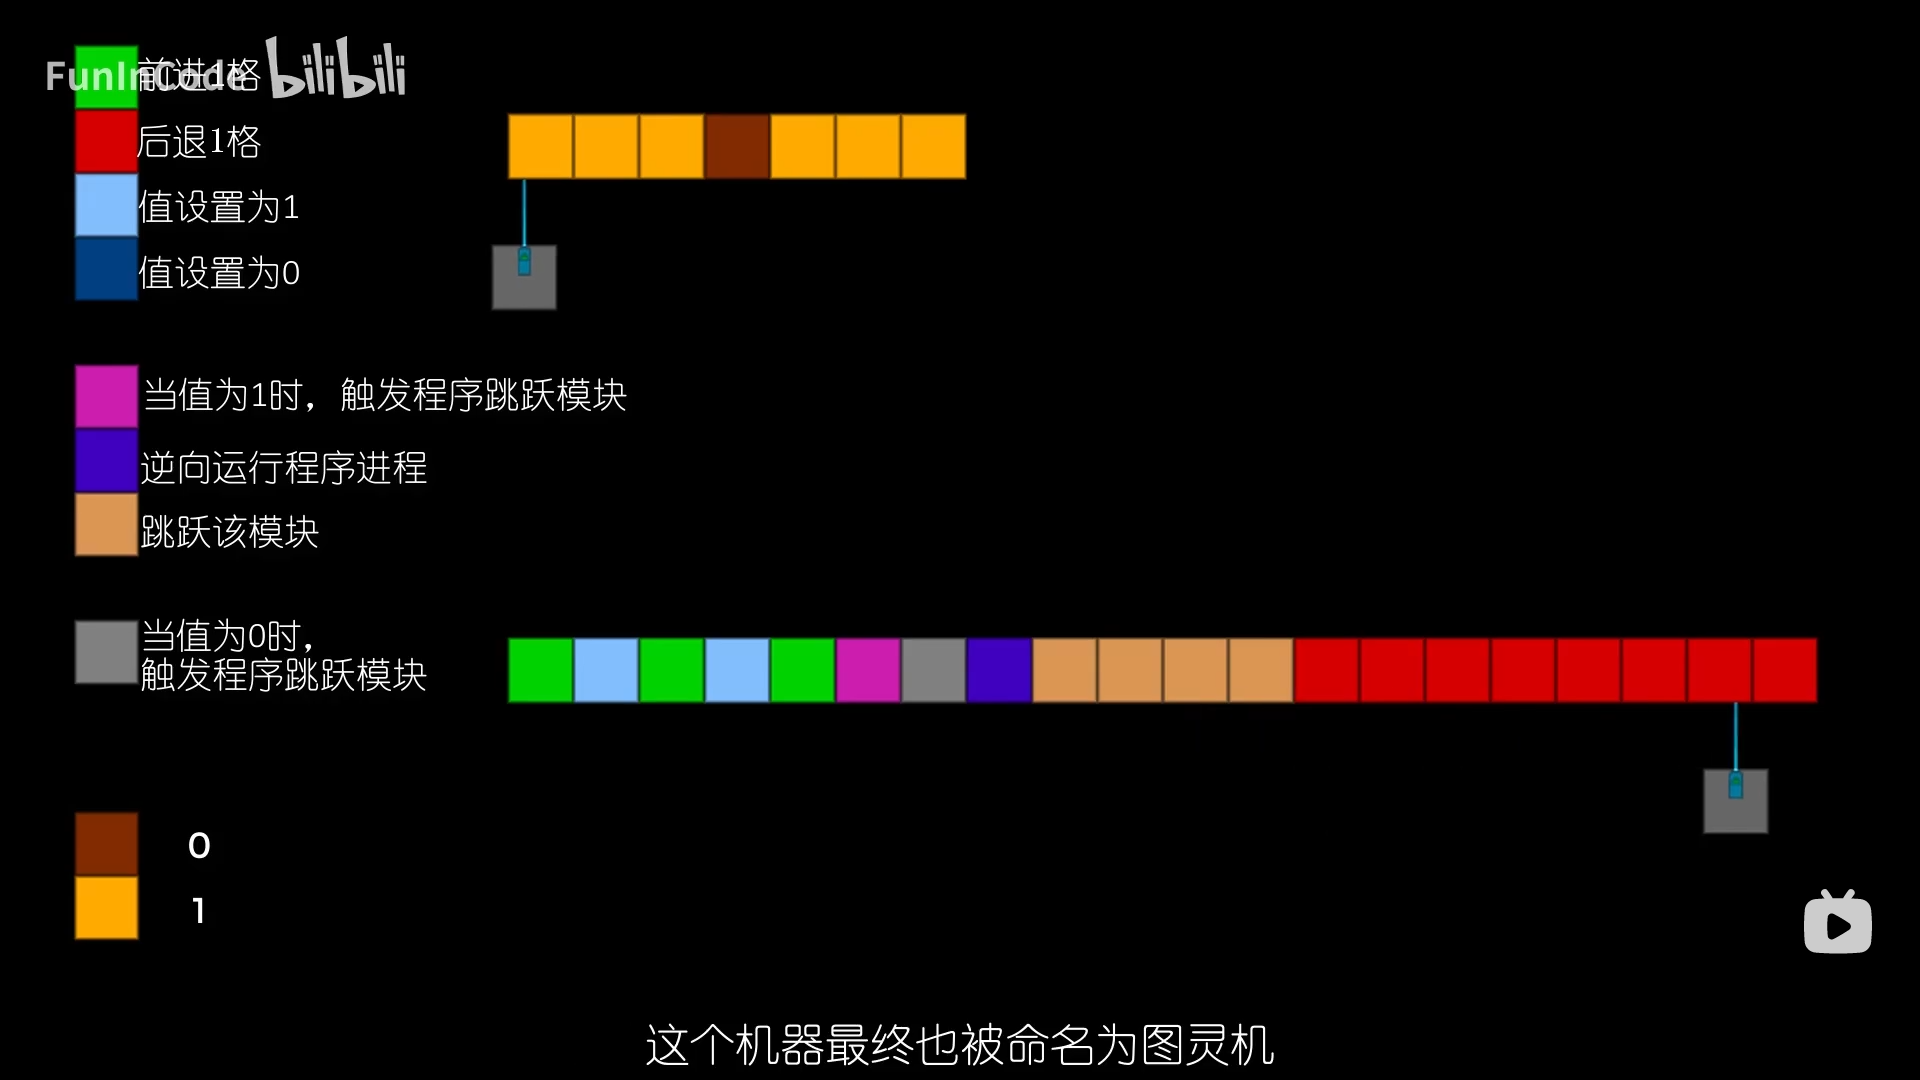 FunInCode bilibili
前进1格
后退1格
值设置为1
值设置为0
当值为1时，触发程序跳跃模块
逆向运行程序进程
跳跃该模块
当值为0时，
触发程序跳跃模块
0
1
这个机器最终也被命名为图灵机